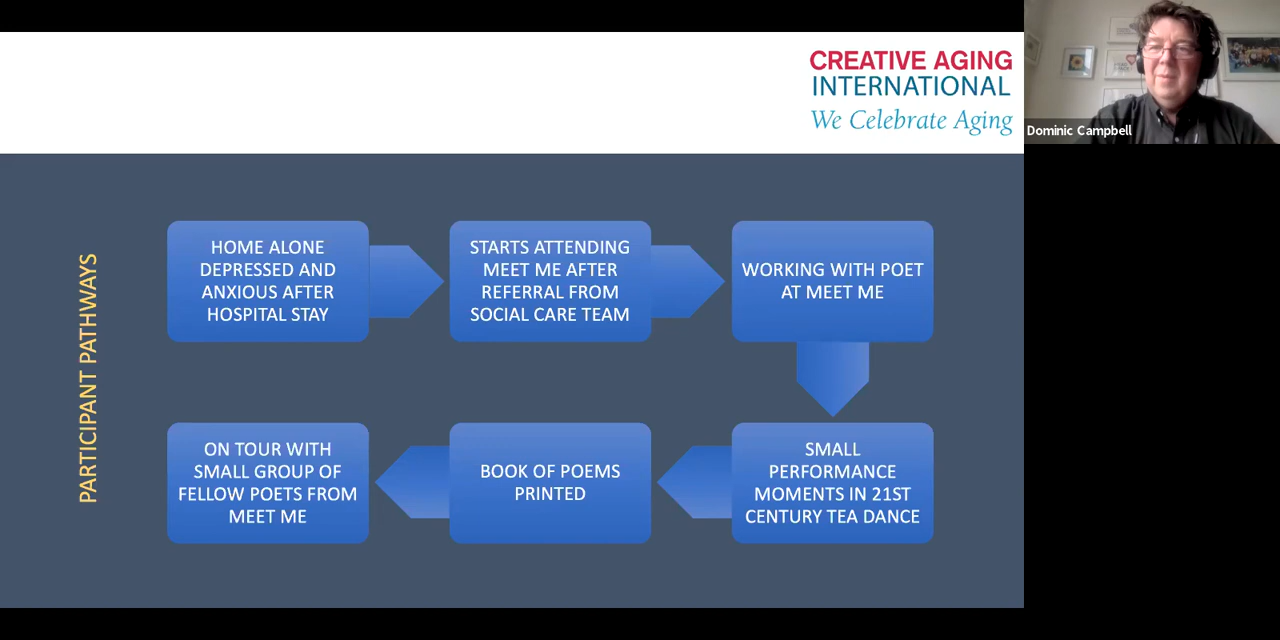 CREATIVE AGING
INTERNATIONAL
We Celebrate Aging
Dominic Campbell
PARTICIPANT PATHWAYS
HOME ALONE
DEPRESSED AND
ANXIOUS AFTER
HOSPITAL STAY
STARTS ATTENDING
MEET ME AFTER
REFERRAL FROM
SOCIAL CARE TEAM
WORKING WITH POET
AT MEET ME
SMALL
PERFORMANCE
MOMENTS IN 21ST
CENTURY TEA DANCE
BOOK OF POEMS
PRINTED
ON TOUR WITH
SMALL GROUP OF
FELLOW POETS FROM
MEET ME